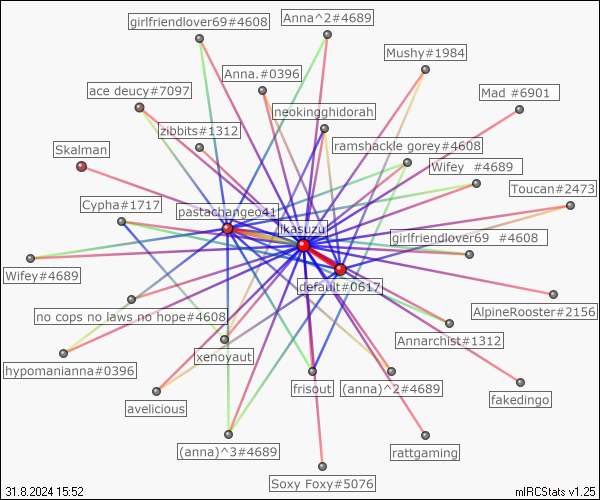 girlfriendlover69#4608
Anna^2#4689
Mushy#1984
Anna.#0396
ace deucy#7097
Mad #6901
neokingghidorah
zibbits#1312
ramshackle gorey#4608
Skalman
Wifey #4689
Toucan#2473
Cypha#1717
pastachangeo41
jikasuzu
girlfriendlover69 #4608
Wifey#4689
default#0617
AlpineRooster#2156
no cops no laws no hope#4608
Annarchist#1312
xenoyaut
hypomanianna#0396
frisout
(anna)^2#4689
fakedingo
avelicious
(anna)^3#4689
rattgaming
Soxy Foxy#5076
31.8.2024 15:52
mIRCStats v1.25